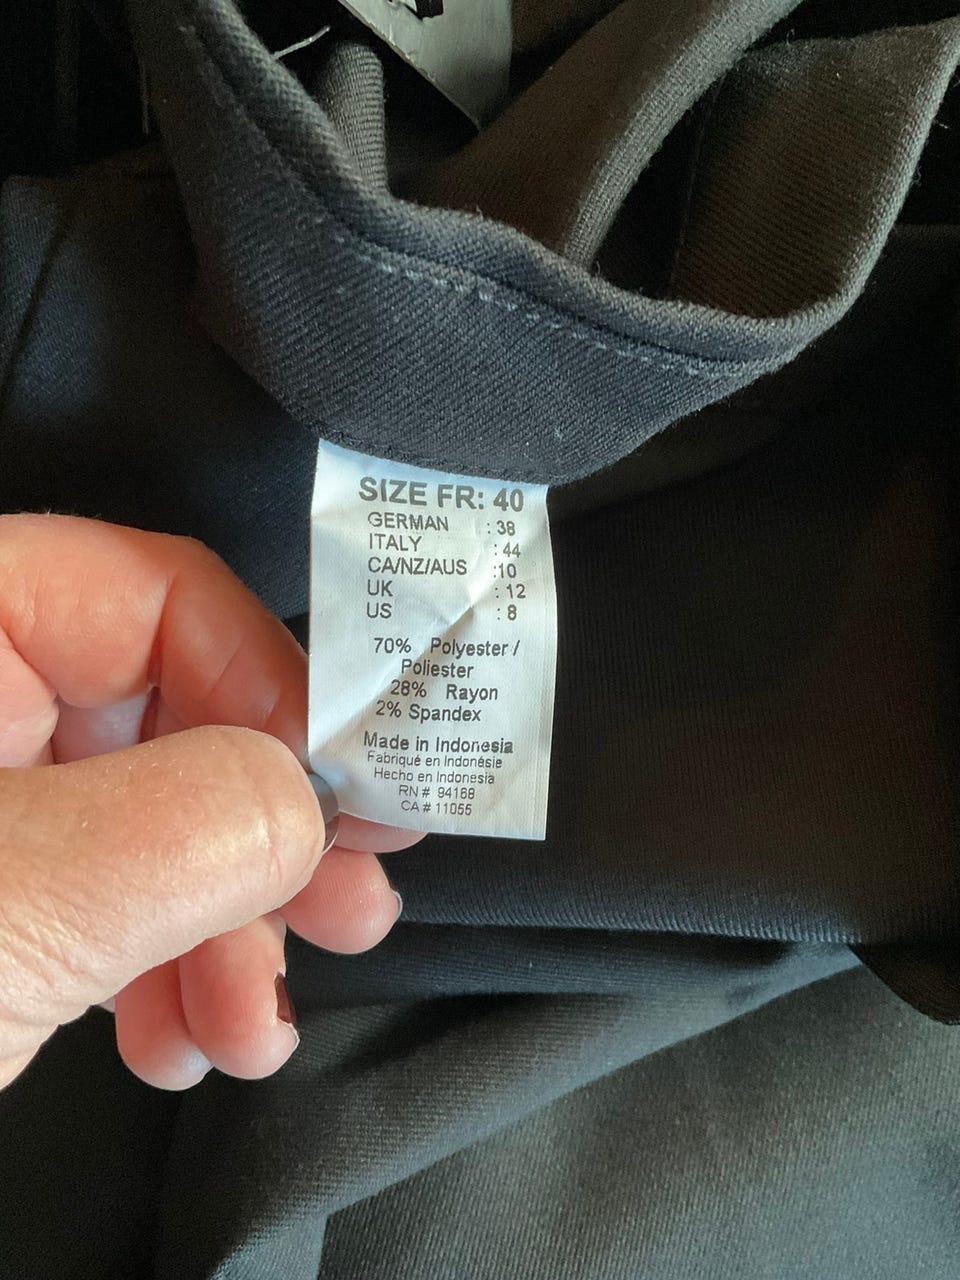 SIZE FR: 40
GERMAN : 38
ITALY : 44
CA/NZ/AUS :10
UK : 12
US : 8
70% Polyester /
Poliester
28% Rayon
2% Spandex
Made in Indonesia
Fabriqué en Indonésie
Hecho en Indonesia
RN # 94168
CA # 11055